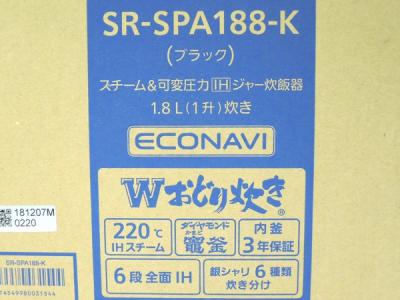 SR-SPA188-K
(ブラック)
スチーム&可変圧力IHジャー炊飯器
1.8L(1升)炊き
ECONAVI
Wおどり炊き®
220℃
IHスチーム
ダイヤモンド
かまど
竈釜
内釜
3年保証
6段全面IH
銀シャリ6種類
炊き分け
181207M
0220
SR-SPA188-K